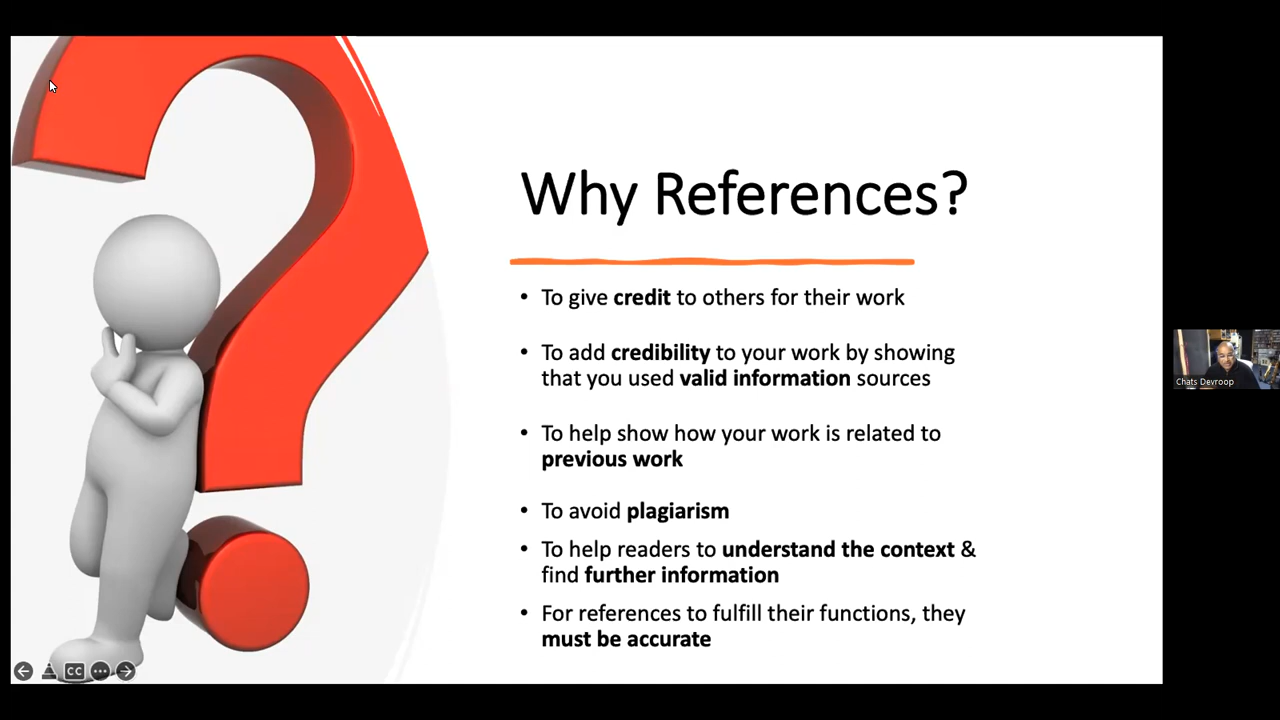 Why References?
• To give credit to others for their work
• To add credibility to your work by showing
that you used valid information sources
• To help show how your work is related to
previous work
• To avoid plagiarism
• To help readers to understand the context &
find further information
• For references to fulfill their functions, they
must be accurate
Chats Devroop
CC